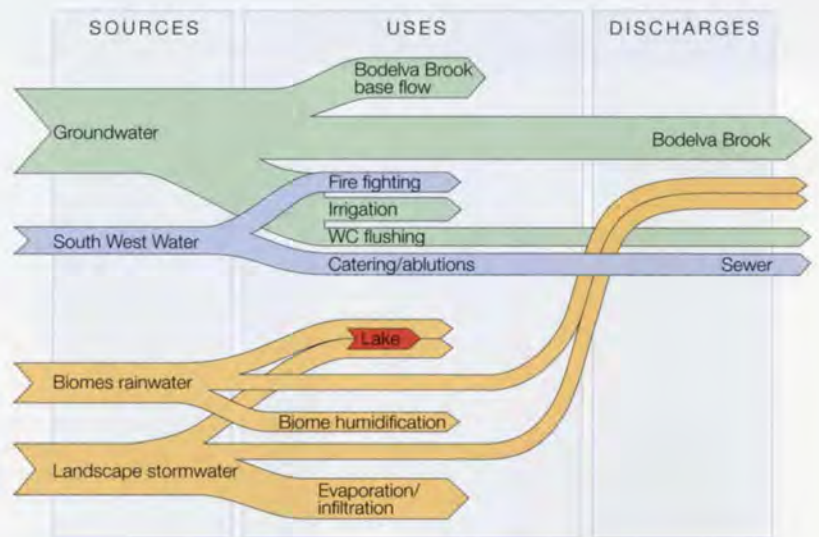 SOURCES
USES
DISCHARGES
Bodelva Brook
base flow
Groundwater
Bodelva Brook
Fire fighting
Irrigation
South West Water
WC flushing
Catering/ablutions
Sewer
Lake
Biomes rainwater
Biome humidification
Landscape stormwater
Evaporation/
infiltration